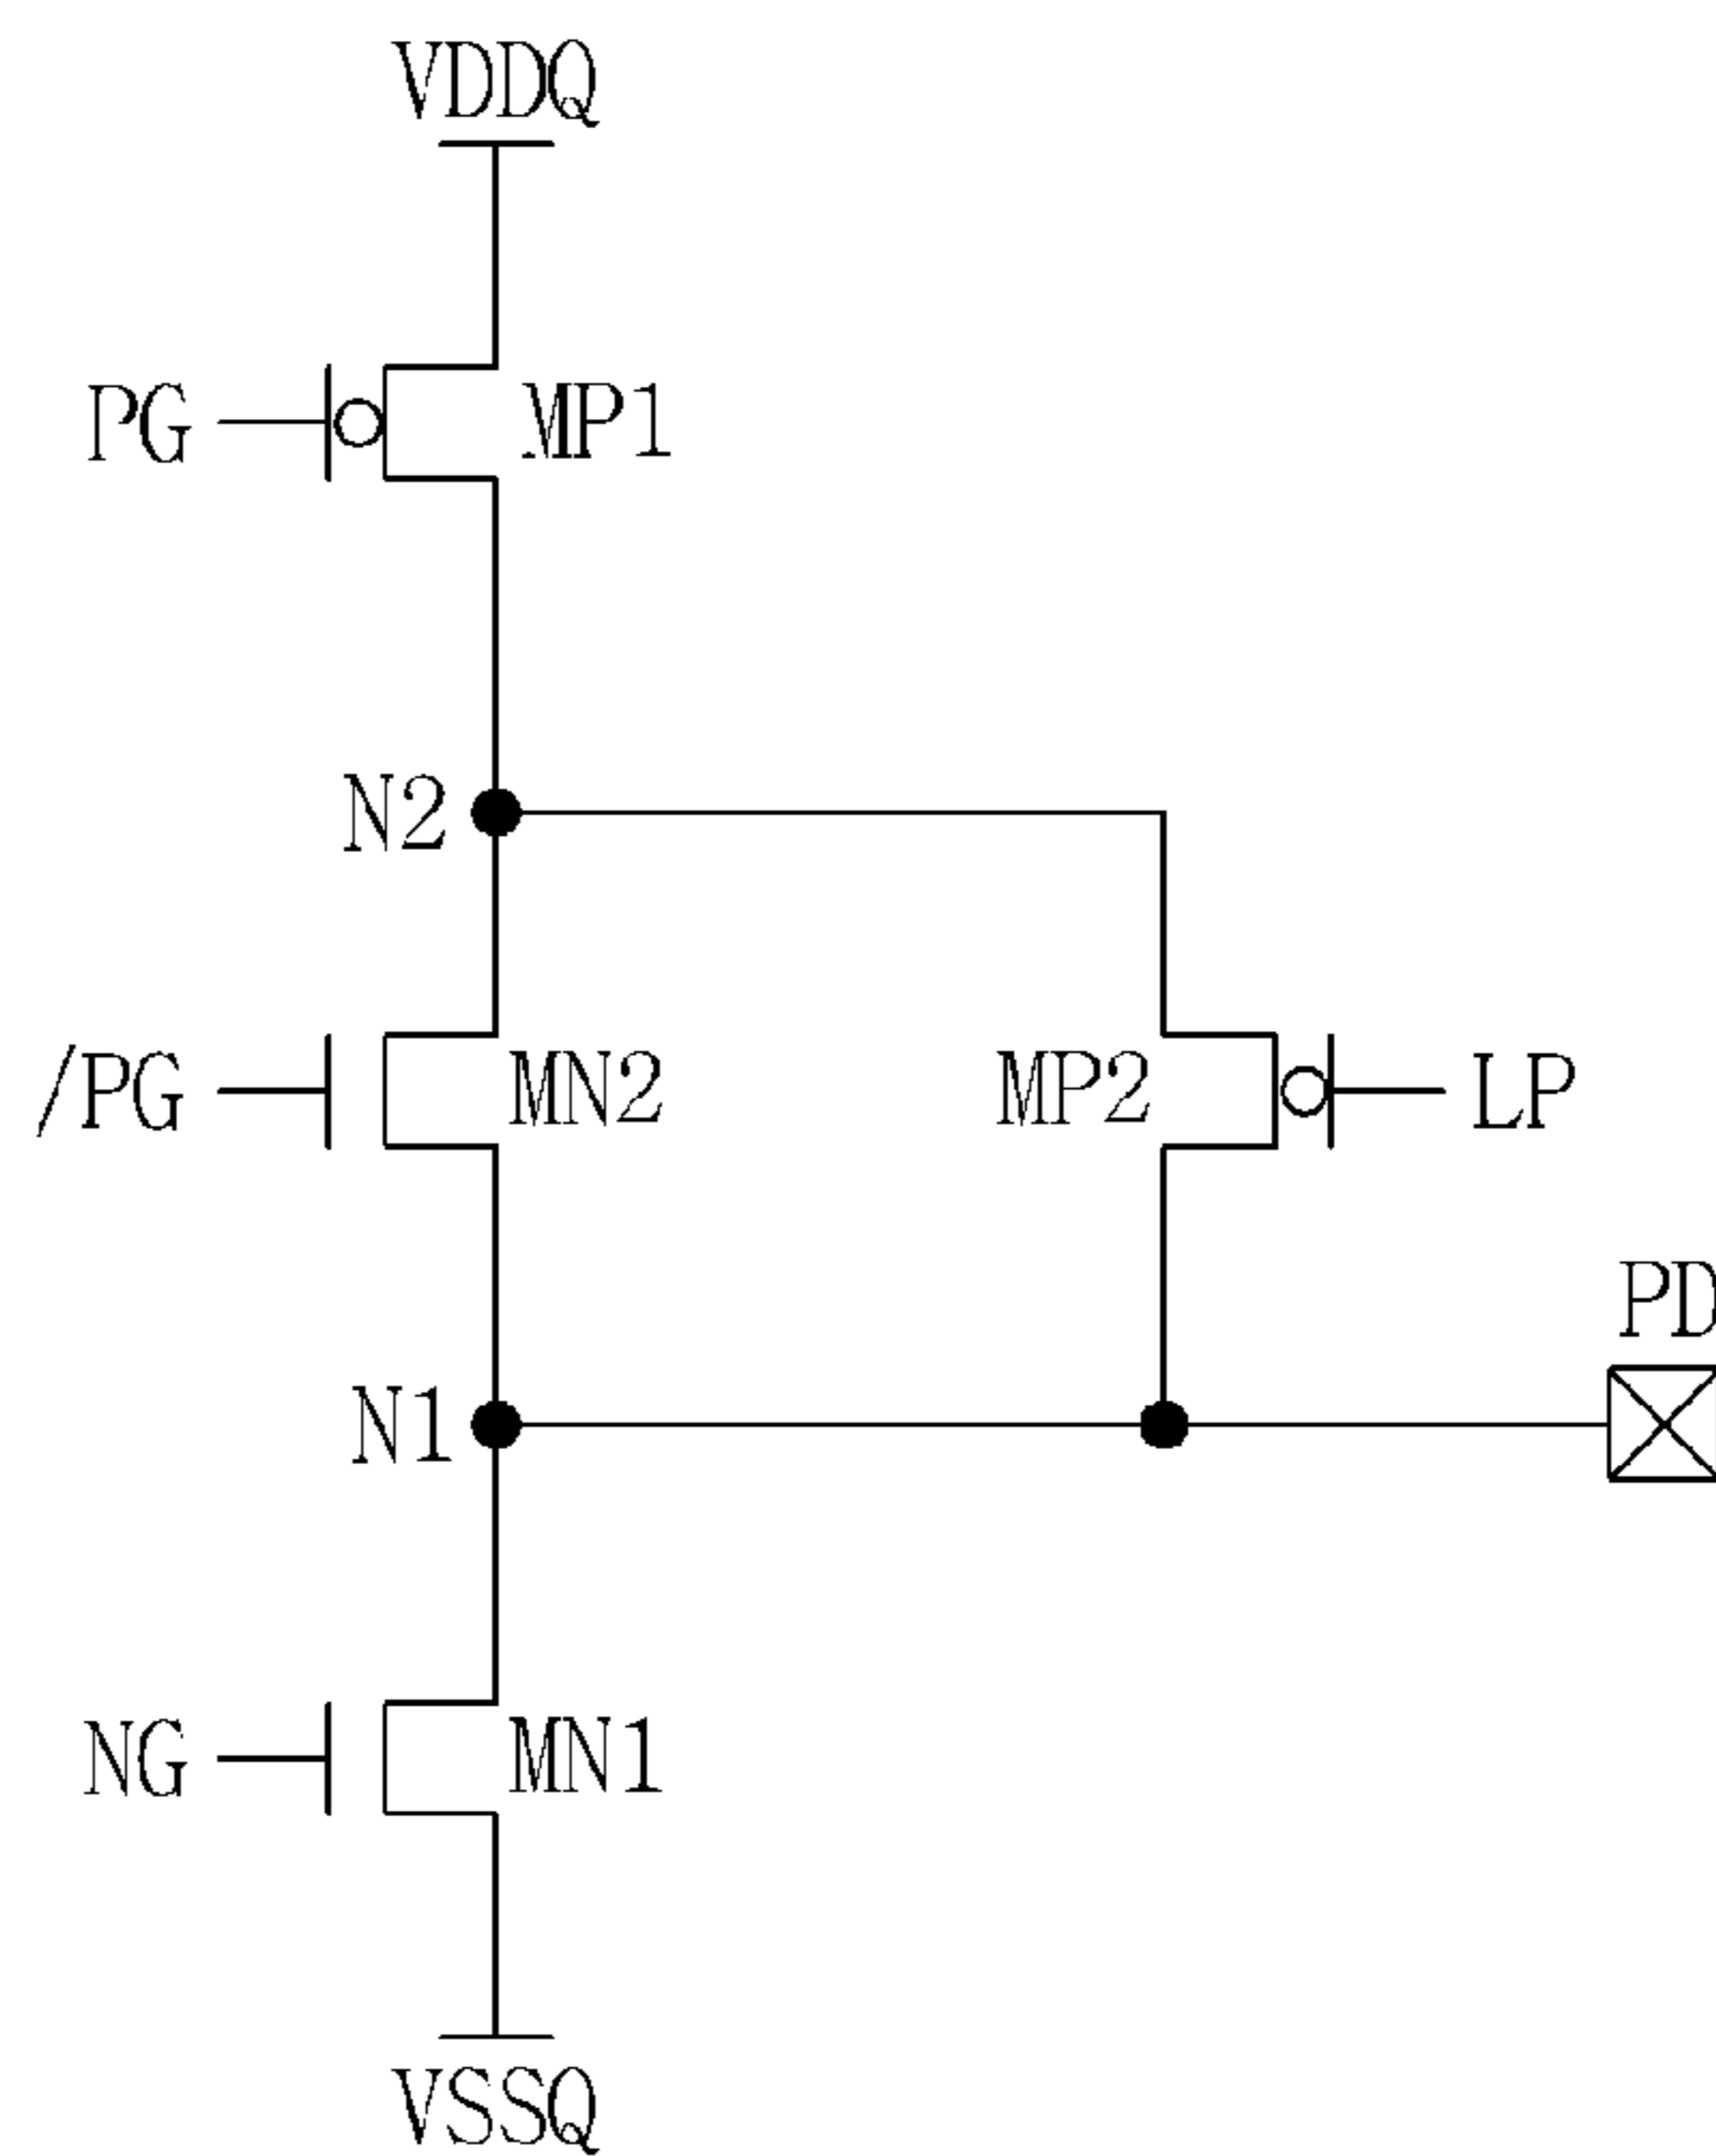 VDDQ
PG
MP1
N2
/PG
MN2
MP2
LP
PD
N1
NG
MN1
VSSQ